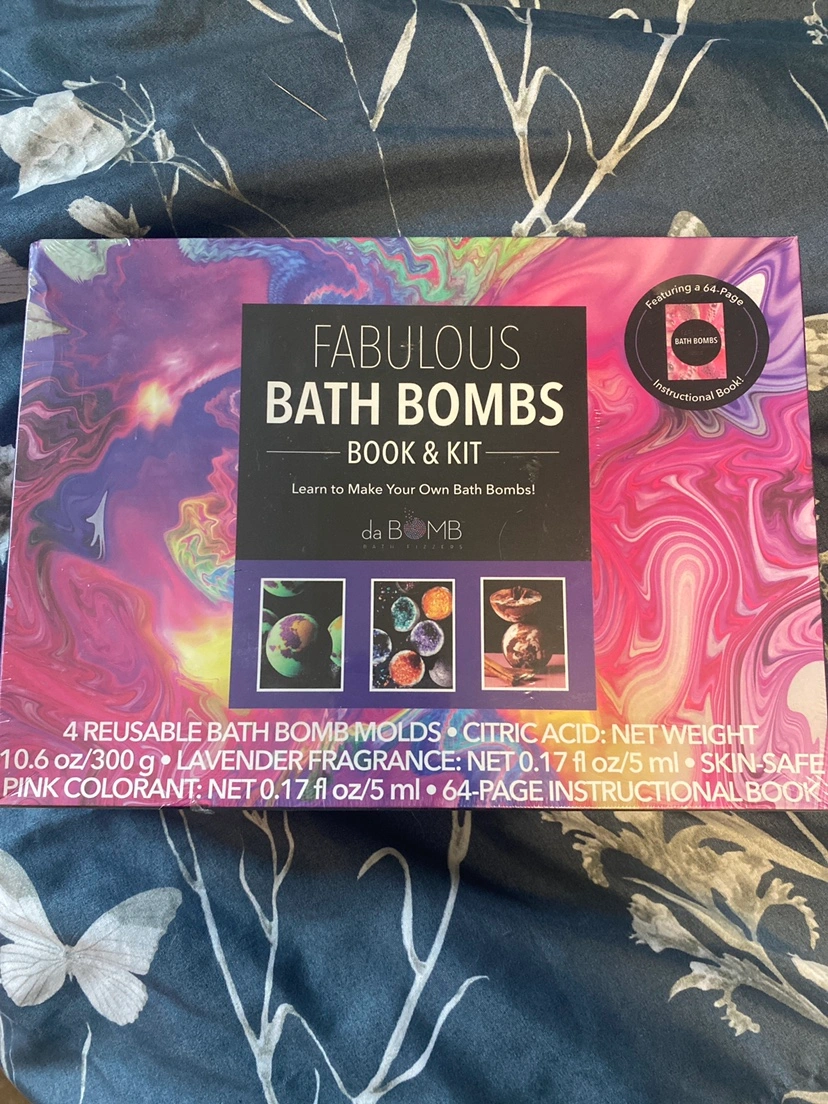 Featuring a 64-Page
BATH BOMBS
Instructional Book!
FABULOUS
BATH BOMBS
BOOK & KIT
Learn to Make Your Own Bath Bombs!
da BOMB
BATH FIZZERS
4 REUSABLE BATH BOMB MOLDS • CITRIC ACID: NET WEIGHT
10.6 oz/300 g • LAVENDER FRAGRANCE: NET 0.17 fl oz/5 ml • SKIN-SAFE
PINK COLORANT: NET 0.17 fl oz/5 ml • 64-PAGE INSTRUCTIONAL BOOK